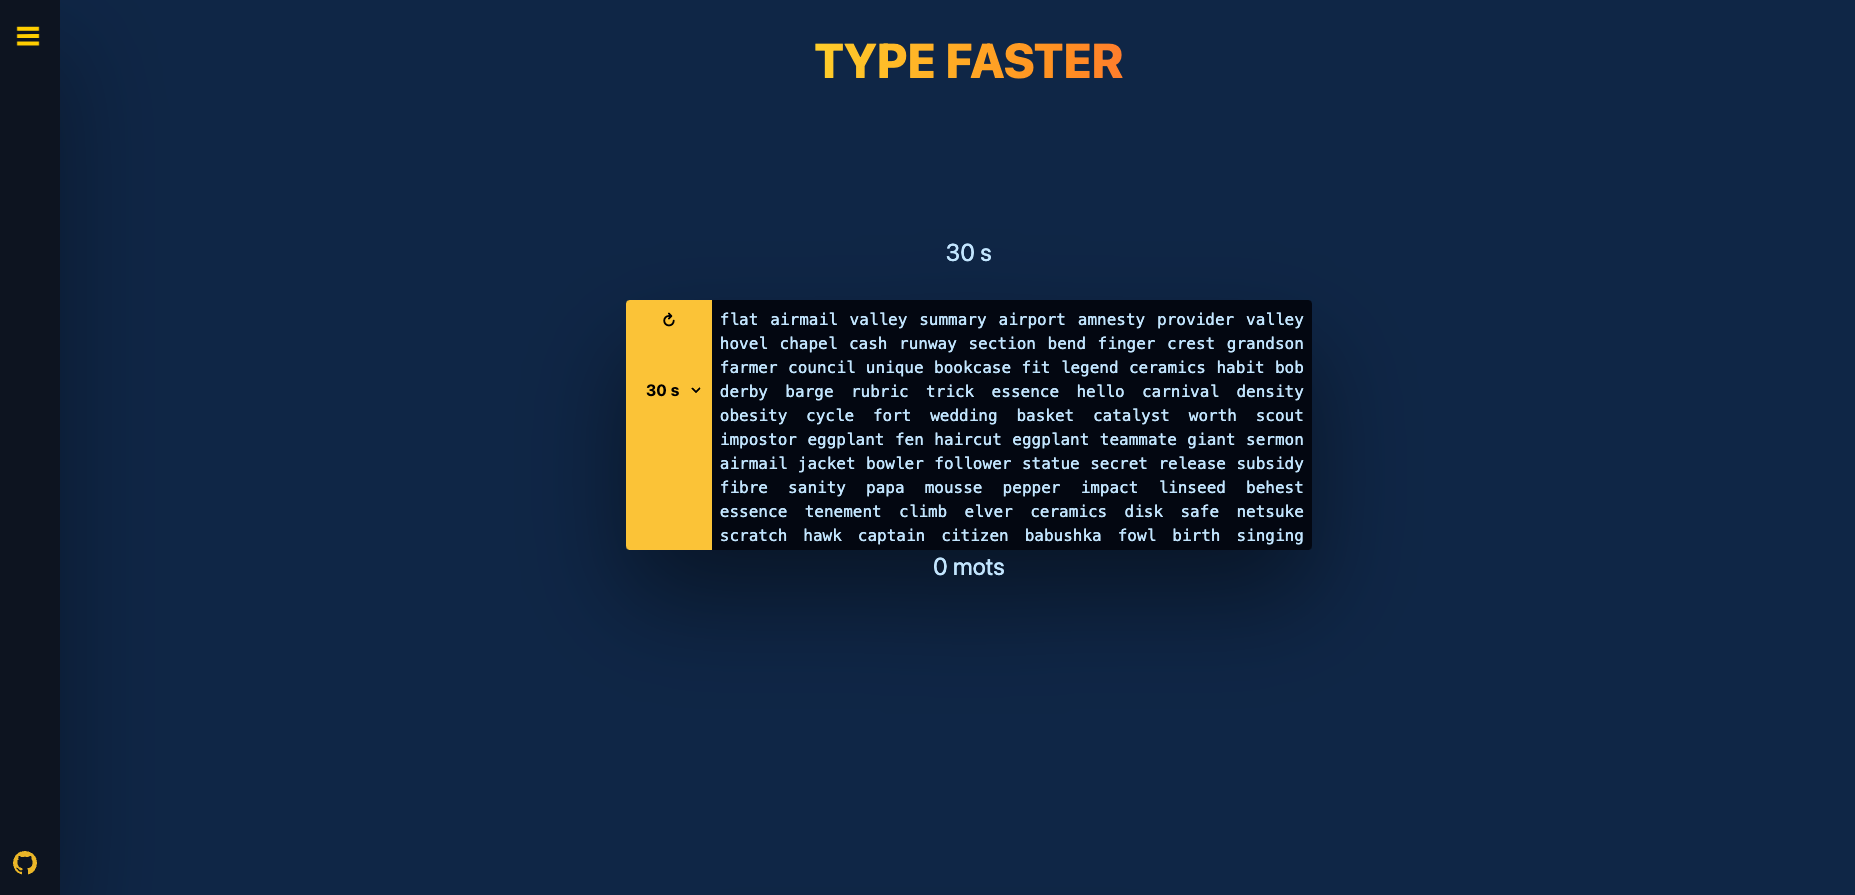 TYPE FASTER
30 s
30 s
flat airmail valley summary airport amnesty provider valley
hovel chapel cash runway section bend finger crest grandson
farmer council unique bookcase fit legend ceramics habit bob
derby barge rubric trick essence hello carnival density
obesity cycle fort wedding basket catalyst worth scout
impostor eggplant fen haircut eggplant teammate giant sermon
airmail jacket bowler follower statue secret release subsidy
fibre sanity papa mousse pepper impact linseed behest
essence tenement climb elver ceramics disk safe netsuke
scratch hawk captain citizen babushka fowl birth singing
0 mots